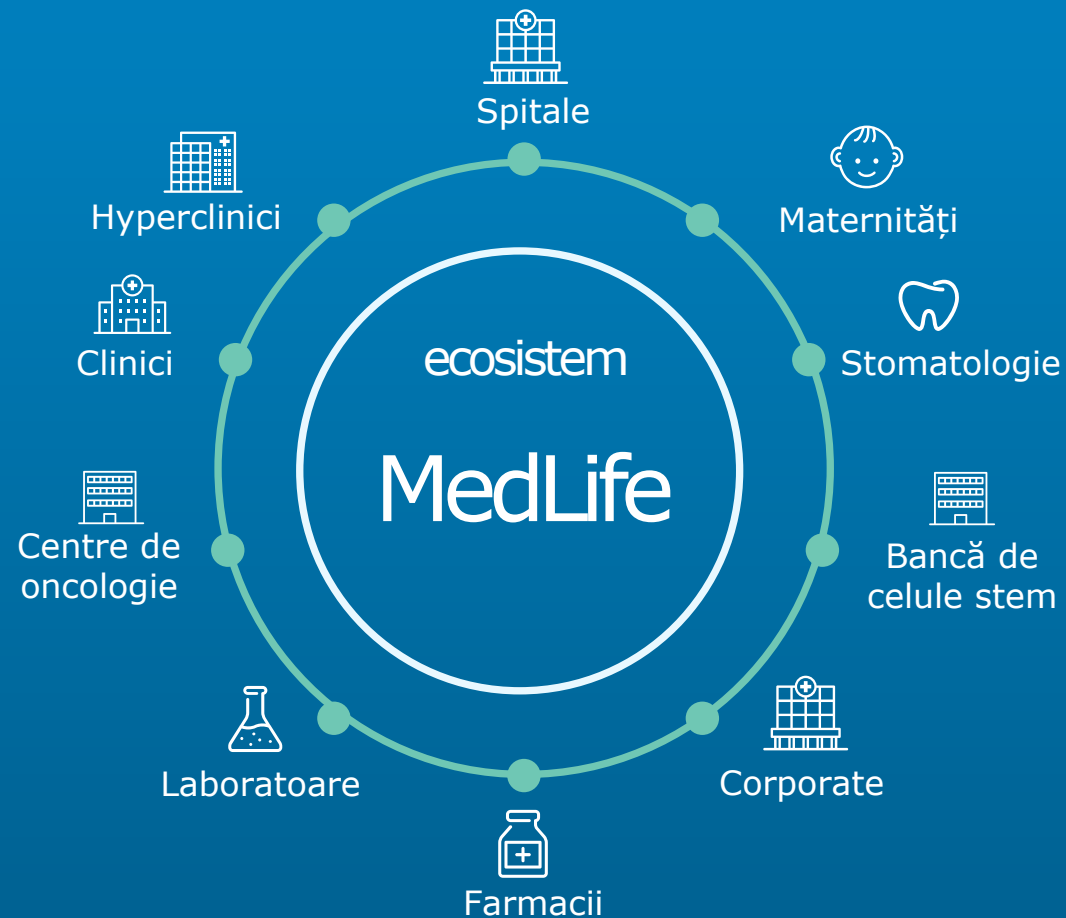 Spitale
Hyperclinici
Maternități
Clinici
ecosistem
Stomatologie
MedLife
Centre de
oncologie
Bancă de
celule stem
Laboratoare
Corporate
Farmacii